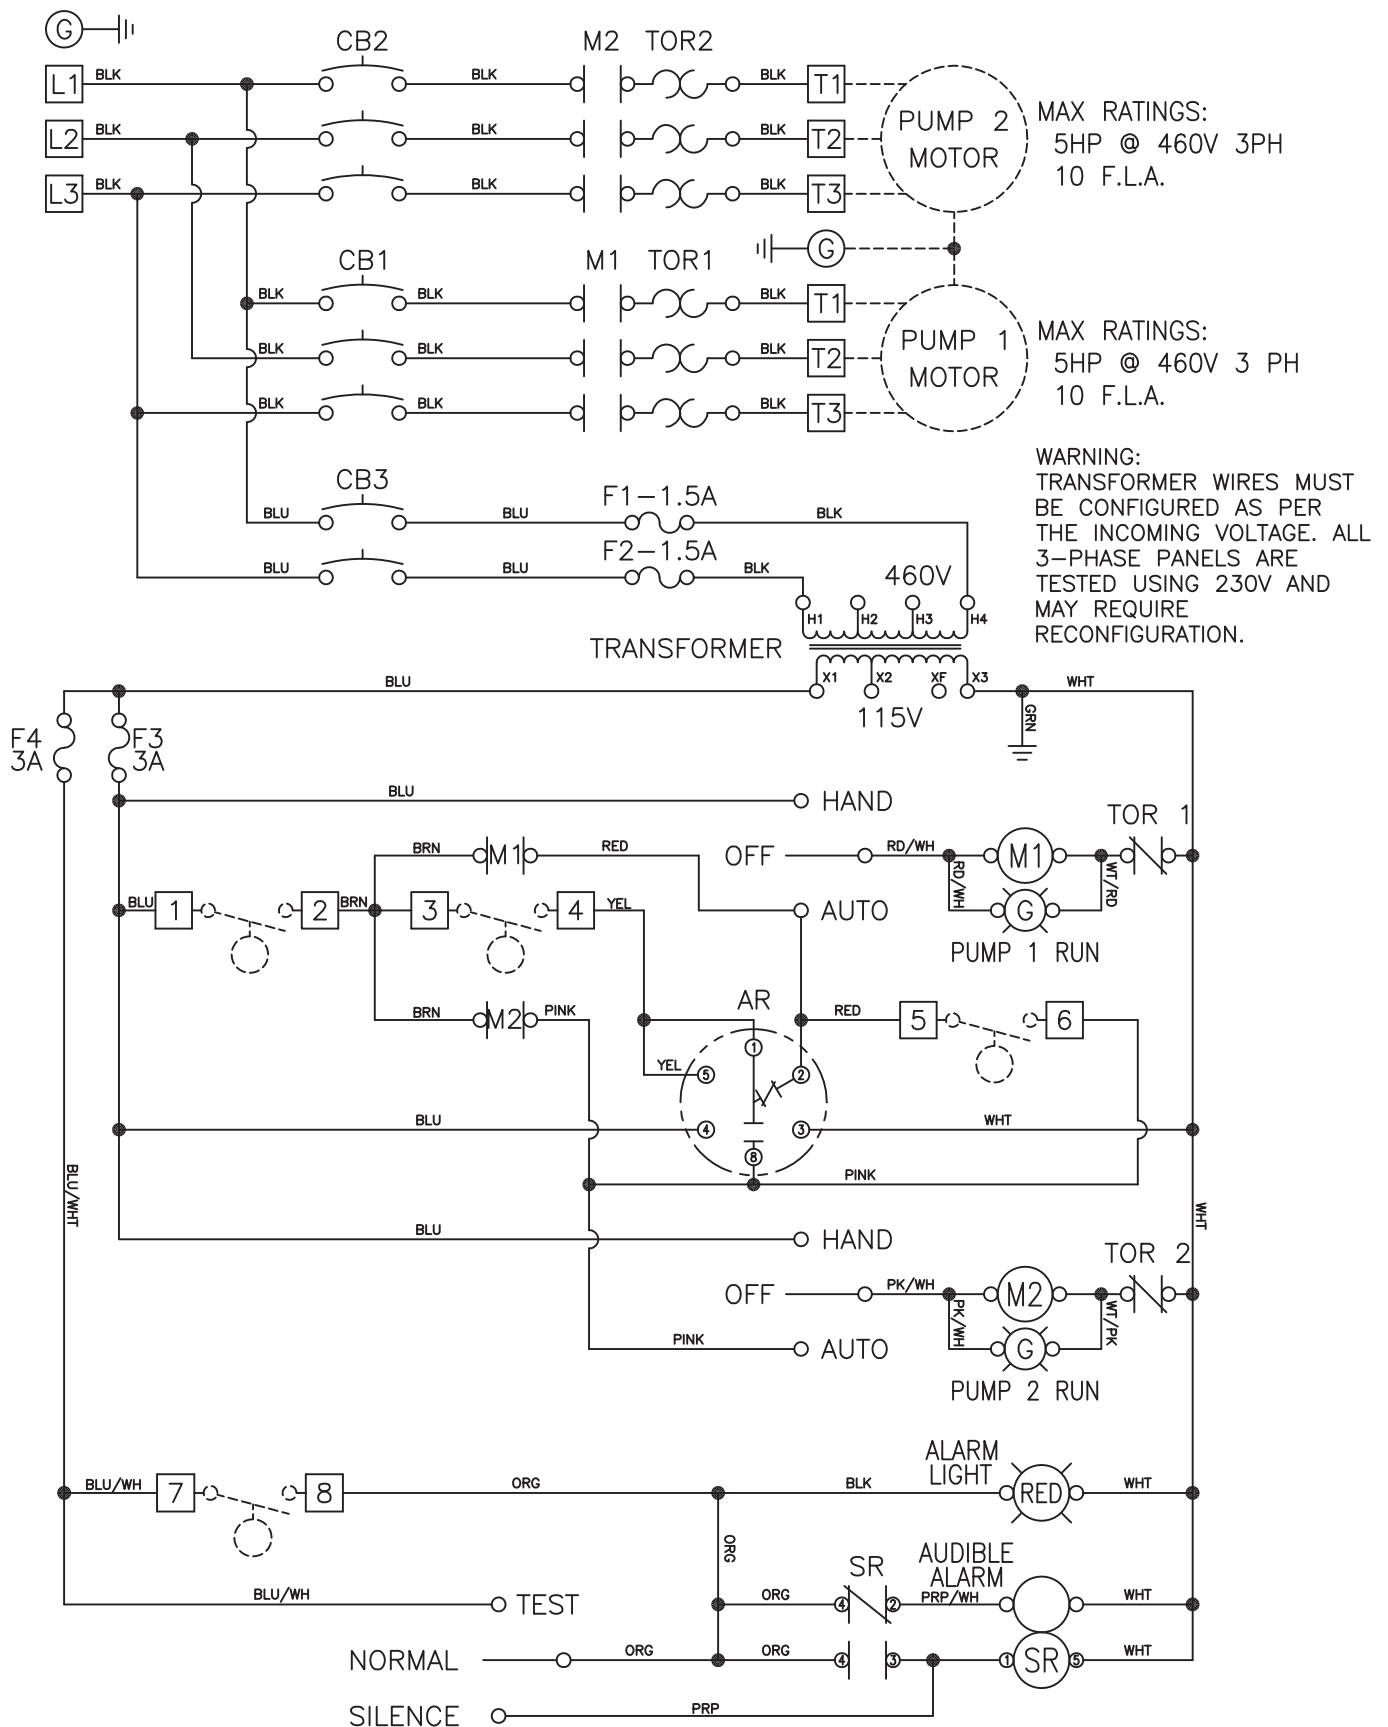 G
CB2 M2 TOR2
L1 BLK BLK BLK T1
L2 BLK BLK BLK T2
L3 BLK BLK BLK T3
PUMP 2
MOTOR
MAX RATINGS:
5HP @ 460V 3PH
10 F.L.A.
G
CB1 M1 TOR1
BLK BLK BLK T1
BLK BLK BLK T2
BLK BLK BLK T3
PUMP 1
MOTOR
MAX RATINGS:
5HP @ 460V 3 PH
10 F.L.A.
WARNING:
TRANSFORMER WIRES MUST
BE CONFIGURED AS PER
THE INCOMING VOLTAGE. ALL
3-PHASE PANELS ARE
TESTED USING 230V AND
MAY REQUIRE
RECONFIGURATION.
CB3 F1-1.5A
BLU BLU BLK
F2-1.5A
BLU BLU BLK
460V
H1 H2 H3 H4
TRANSFORMER
X1 X2 XF X3
BLU WHT
115V
GRN
F4
3A
F3
3A
BLU HAND
TOR 1
BRN M1 RED OFF RD/WH M1
RD/WH WT/RD
BLU 1 2 BRN 3 4 YEL AUTO G
PUMP 1 RUN
AR
BRN M2 PINK RED 5 6
1
YEL 5 2
BLU 4 3 WHT
8
PINK
BLU/WHT
WHT
BLU HAND
TOR 2
OFF PK/WH M2
PK/WH WT/PK
PINK AUTO G
PUMP 2 RUN
ALARM
LIGHT
BLU/WH 7 8 ORG BLK RED WHT
ORG
SR AUDIBLE
ALARM
BLU/WH TEST ORG 4 2 PRP/WH WHT
NORMAL ORG ORG 4 3 1 SR 5 WHT
SILENCE PRP